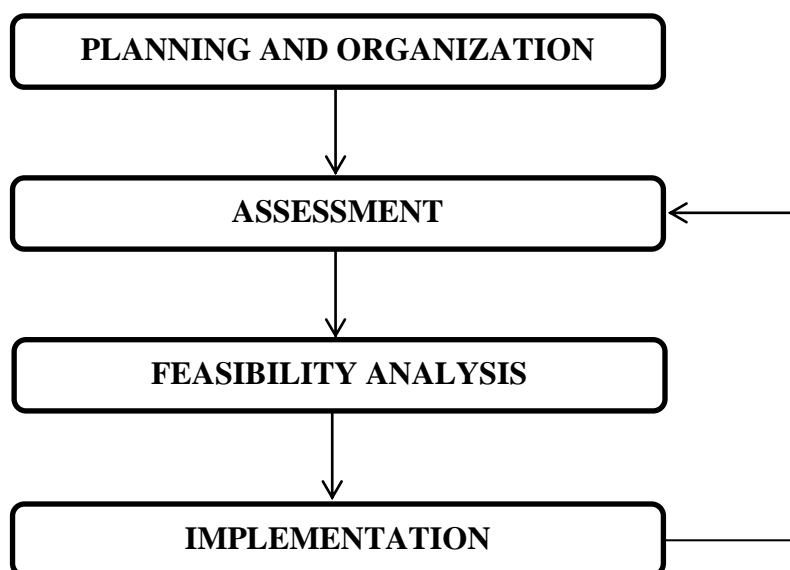 PLANNING AND ORGANIZATION
ASSESSMENT
FEASIBILITY ANALYSIS
IMPLEMENTATION